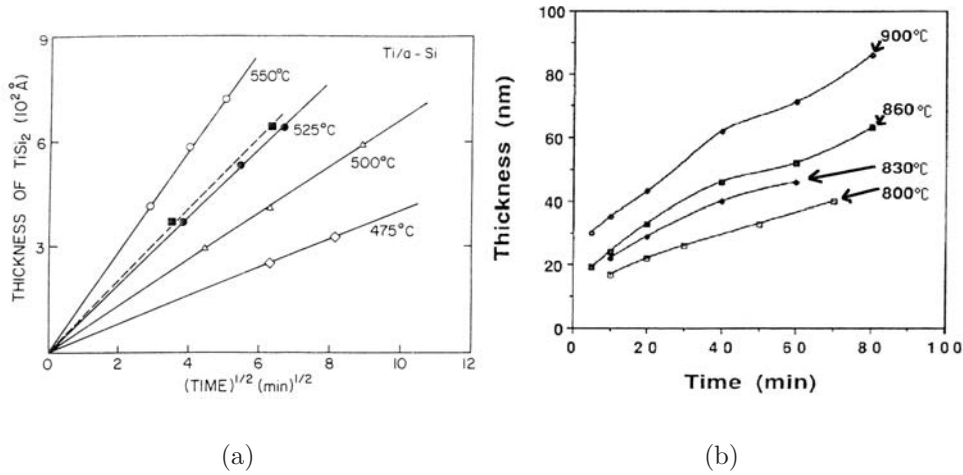 9
6
3
0
0
2
4
6
8
10
12
THICKNESS OF TiSi₂ (10² Å)
(TIME)^1/2 (min)^1/2
Ti/a - Si
550°C
525°C
500°C
475°C
(a)
100
80
60
40
20
0
0
20
40
60
80
100
Thickness (nm)
Time (min)
900°C
860 °C
830°C
800°C
(b)